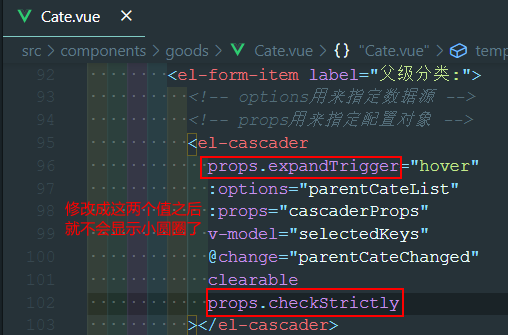 Cate.vue ×
src > components > goods > Cate.vue > {} "Cate.vue" > temp
92 <el-form-item label="父级分类:">
93 <!-- options用来指定数据源 -->
94 <!-- props用来指定配置对象 -->
95 <el-cascader
96 props.expandTrigger="hover"
97 :options="parentCateList"
98 修改成这两个值之后 :props="cascaderProps"
99 就不会显示小圆圈了 v-model="selectedKeys"
100 @change="parentCateChanged"
101 clearable
102 props.checkStrictly
103 ></el-cascader>